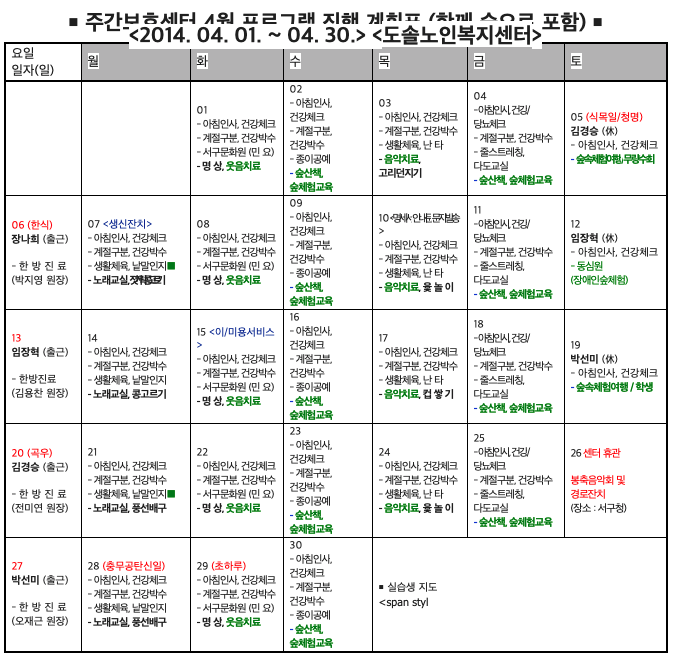 ▪ 주간보호센터 4월 프로그램 진행 계획표 (함께 숲으로 포함) ▪
<2014. 04. 01. ~ 04. 30.> <도솔노인복지센터>
요일
일자(일)
월
화
수
목
금
토
01
- 아침인사, 건강체크
- 계절구분, 건강박수
- 서구문화원 (민 요)
- 명 상, 웃음치료
02
- 아침인사,
건강체크
- 계절구분,
건강박수
- 종이공예
- 숲산책,
숲체험교육
03
- 아침인사, 건강체크
- 계절구분, 건강박수
- 생활체육, 난 타
- 음악치료,
고리던지기
04
-아침인사, 건강/
당뇨체크
- 계절구분, 건강박수
- 줄스트레칭,
다도교실
- 숲산책, 숲체험교육
05 (식목일/청명)
김경승 (休)
- 아침인사, 건강체크
- 숲속체험여행/무량수회
06 (한식)
장나희 (출근)
- 한 방 진 료
(박지영 원장)
07 <생신잔치>
- 아침인사, 건강체크
- 계절구분, 건강박수
- 생활체육, 낱말인지■
- 노래교실,
08
- 아침인사, 건강체크
- 계절구분, 건강박수
- 서구문화원 (민 요)
- 명 상, 웃음치료
09
- 아침인사,
건강체크
- 계절구분,
건강박수
- 종이공예
- 숲산책,
숲체험교육
10
>
- 아침인사, 건강체크
- 계절구분, 건강박수
- 생활체육, 난 타
- 음악치료, 윷 놀 이
11
-아침인사, 건강/
당뇨체크
- 계절구분, 건강박수
- 줄스트레칭,
다도교실
- 숲산책, 숲체험교육
12
임장혁 (休)
- 아침인사, 건강체크
- 동심원
(장애인숲체험)
13
임장혁 (출근)
- 한방진료
(김용찬 원장)
14
- 아침인사, 건강체크
- 계절구분, 건강박수
- 생활체육, 낱말인지
- 노래교실, 콩고르기
15 <이/미용서비스
>
- 아침인사, 건강체크
- 계절구분, 건강박수
- 서구문화원 (민 요)
- 명 상, 웃음치료
16
- 아침인사,
건강체크
- 계절구분,
건강박수
- 종이공예
- 숲산책,
숲체험교육
17
- 아침인사, 건강체크
- 계절구분, 건강박수
- 생활체육, 난 타
- 음악치료, 컵 쌓 기
18
-아침인사, 건강/
당뇨체크
- 계절구분, 건강박수
- 줄스트레칭,
다도교실
- 숲산책, 숲체험교육
19
박선미 (休)
- 아침인사, 건강체크
- 숲속체험여행 / 학생
20 (곡우)
김경승 (출근)
- 한 방 진 료
(전미연 원장)
21
- 아침인사, 건강체크
- 계절구분, 건강박수
- 생활체육, 낱말인지■
- 노래교실, 풍선배구
22
- 아침인사, 건강체크
- 계절구분, 건강박수
- 서구문화원 (민 요)
- 명 상, 웃음치료
23
- 아침인사,
건강체크
- 계절구분,
건강박수
- 종이공예
- 숲산책,
숲체험교육
24
- 아침인사, 건강체크
- 계절구분, 건강박수
- 생활체육, 난 타
- 음악치료, 윷 놀 이
25
-아침인사, 건강/
당뇨체크
- 계절구분, 건강박수
- 줄스트레칭,
다도교실
- 숲산책, 숲체험교육
26 센터 휴관
봉축음악회 및
경로잔치
(장소 : 서구청)
27
박선미 (출근)
- 한 방 진 료
(오재근 원장)
28 (충무공탄신일)
- 아침인사, 건강체크
- 계절구분, 건강박수
- 생활체육, 낱말인지
- 노래교실, 풍선배구
29 (초하루)
- 아침인사, 건강체크
- 계절구분, 건강박수
- 서구문화원 (민 요)
- 명 상, 웃음치료
30
- 아침인사,
건강체크
- 계절구분,
건강박수
- 종이공예
- 숲산책,
숲체험교육
▪ 실습생 지도
<span styl